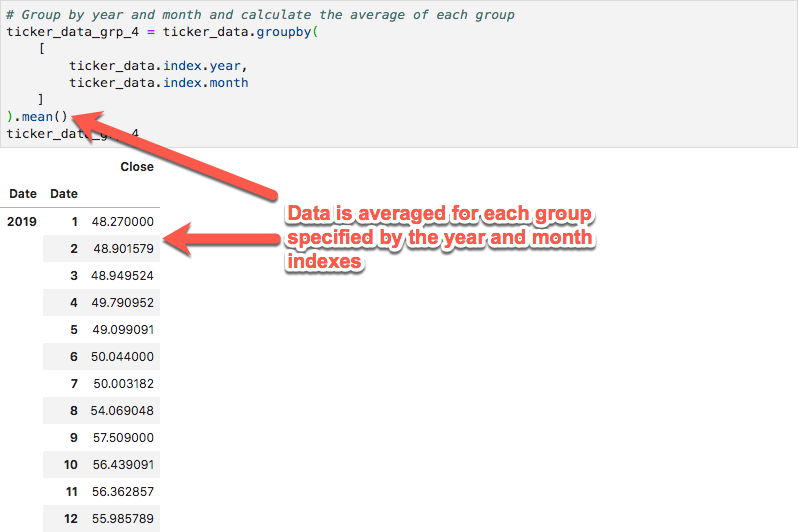 # Group by year and month and calculate the average of each group
ticker_data_grp_4 = ticker_data.groupby(
[
ticker_data.index.year,
ticker_data.index.month
]
).mean()
ticker_data_grp_4
Close
Date Date
2019 1 48.270000
2 48.901579
3 48.949524
4 49.790952
5 49.099091
6 50.044000
7 50.003182
8 54.069048
9 57.509000
10 56.439091
11 56.362857
12 55.985789
Data is averaged for each group
specified by the year and month
indexes